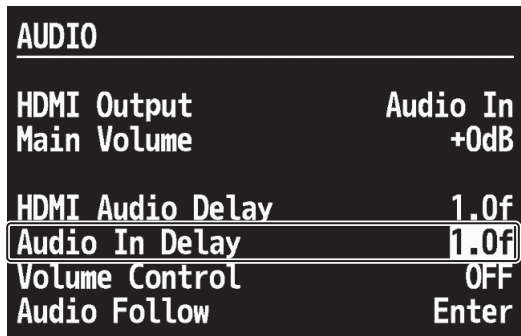 AUDIO
HDMI Output Audio In
Main Volume +0dB
HDMI Audio Delay 1.0f
Audio In Delay 1.0f
Volume Control OFF
Audio Follow Enter